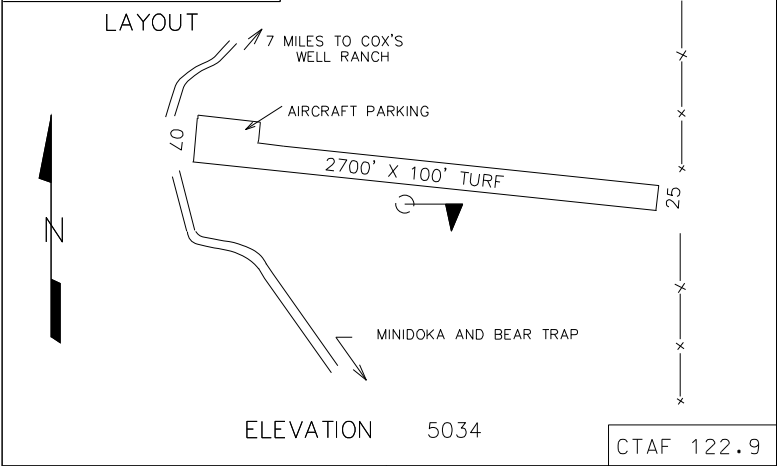 LAYOUT
7 MILES TO COX'S
WELL RANCH
AIRCRAFT PARKING
07
2700' X 100' TURF
25
N
MINIDOKA AND BEAR TRAP
ELEVATION 5034
CTAF 122.9